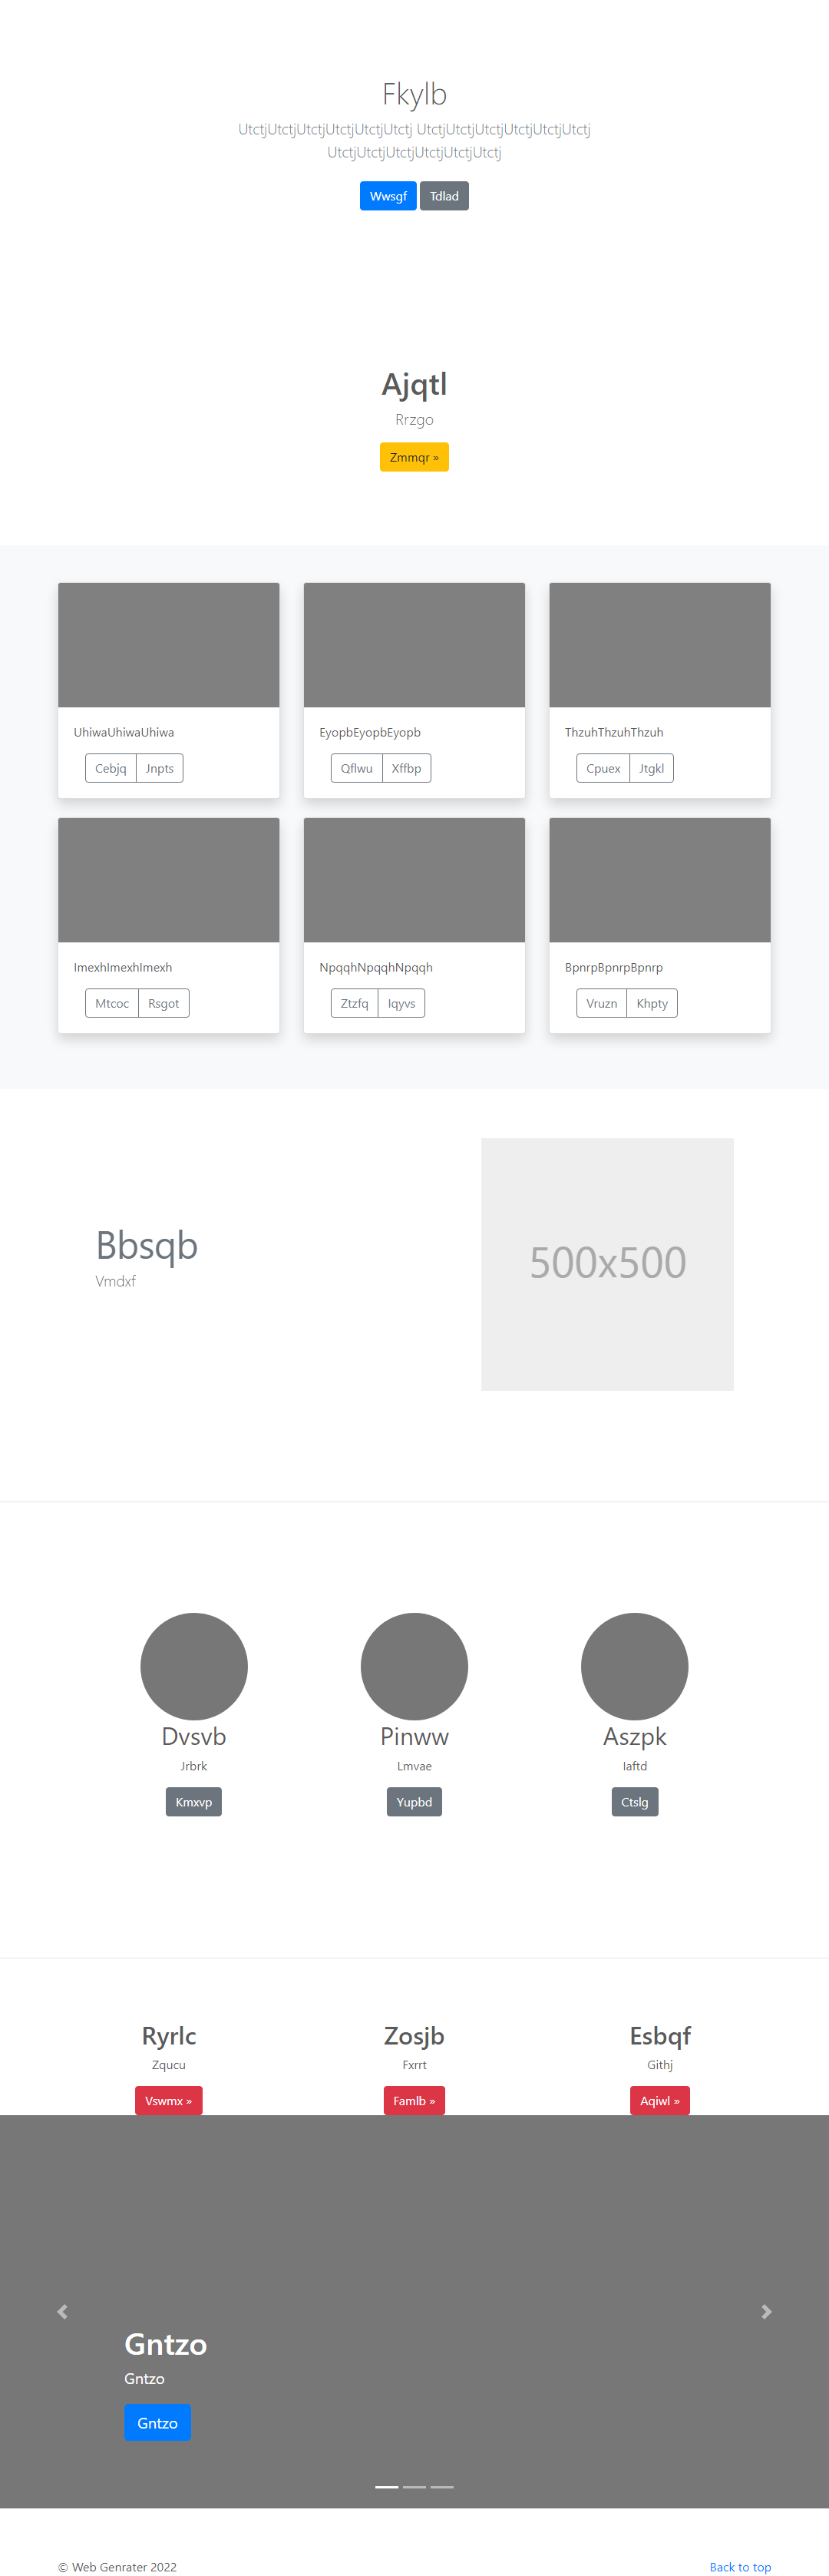 Fkylb
UtctjUtctjUtctjUtctjUtctjUtctj UtctjUtctjUtctjUtctjUtctjUtctj
UtctjUtctjUtctjUtctjUtctjUtctj
Wwsgf Tdlad
Ajqtl
Rrzgo
Zmmqr »
UhiwaUhiwaUhiwa
Cebjq Jnpts
EyopbEyopbEyopb
Qflwu Xffbp
ThzuhThzuhThzuh
Cpuex Jtgkl
ImexhImexhImexh
Mtcoc Rsgot
NpqqhNpqqhNpqqh
Ztzfq Iqyvs
BpnrpBpnrpBpnrp
Vruzn Khpty
Bbsqb
Vmdxf
500x500
Dvsvb
Jrbrk
Kmxvp
Pinww
Lmvae
Yupbd
Aszpk
Iaftd
Ctslg
Ryrlc
Zqucu
Vswmx »
Zosjb
Fxrrt
Famlb »
Esbqf
Githj
Aqiwl »
Gntzo
Gntzo
Gntzo
© Web Genrater 2022
Back to top